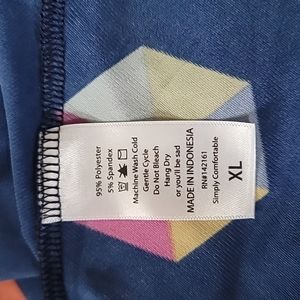 95% Polyester
5% Spandex
Machine Wash Cold
Gentle Cycle
Do Not Bleach
Hang Dry
or you'll be sad
MADE IN INDONESIA
RN#142161
Simply Comfortable
XL